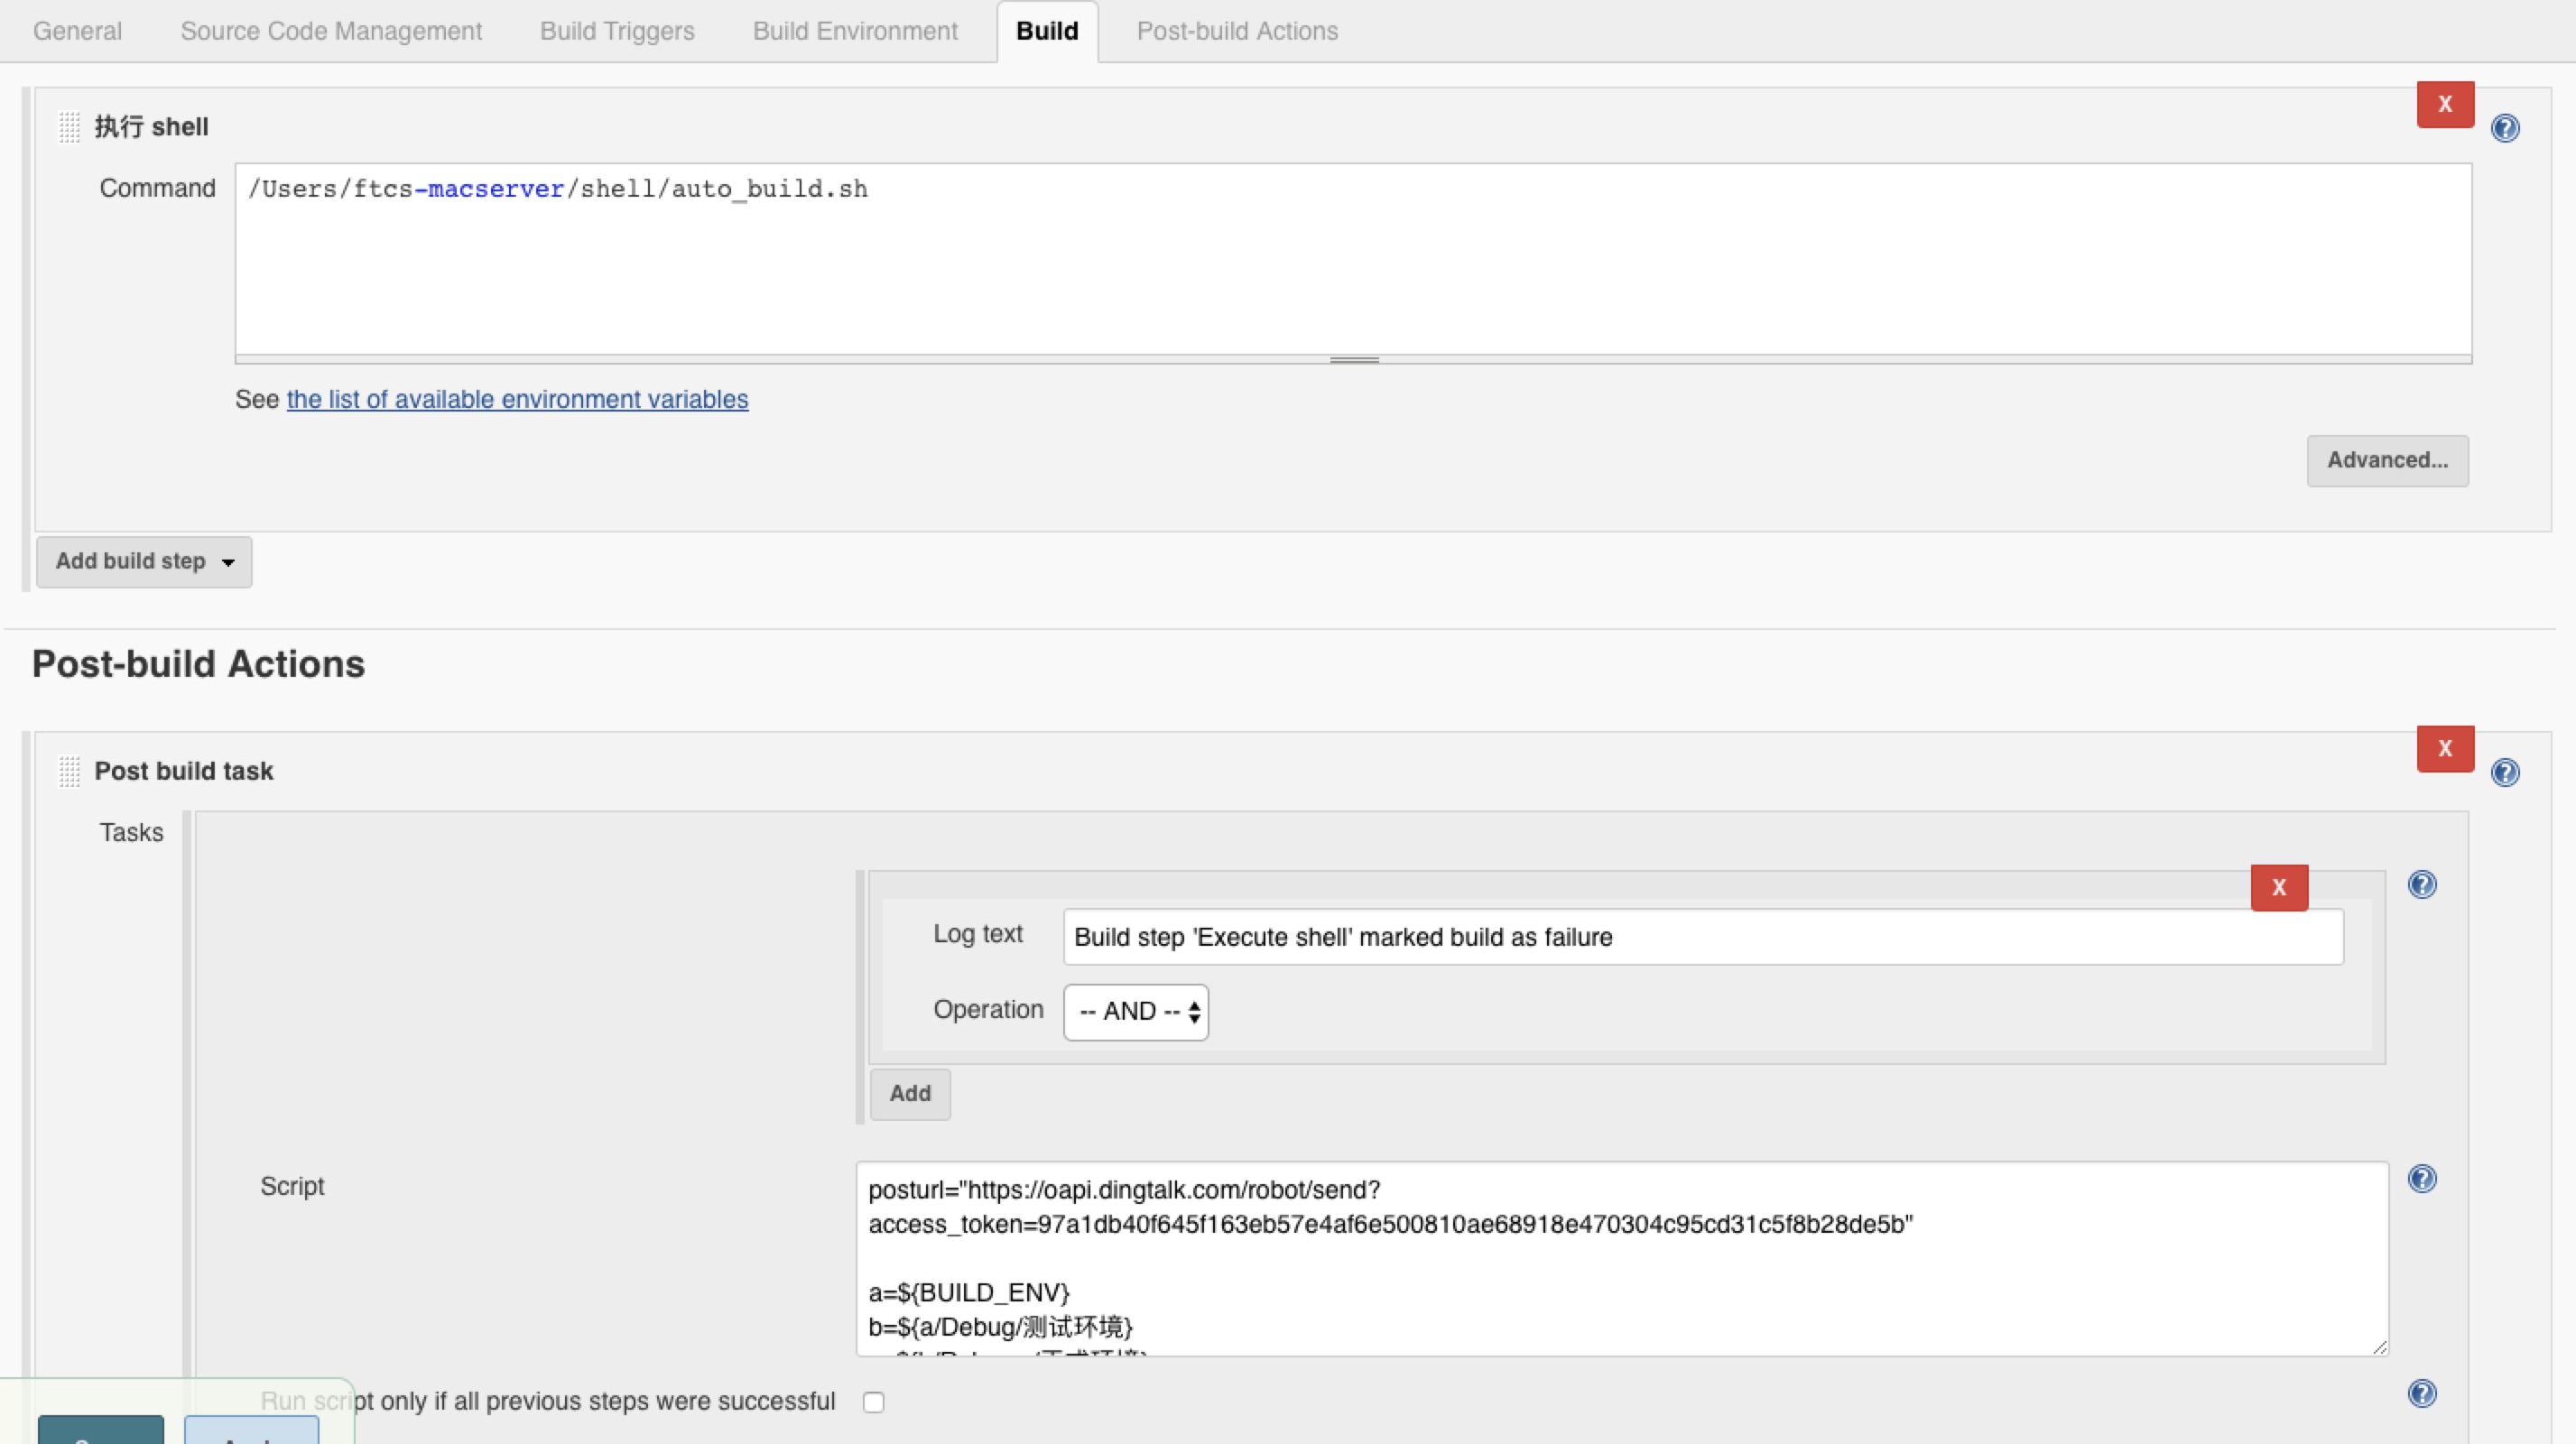 General Source Code Management Build Triggers Build Environment Build Post-build Actions
X
执行 shell
Command /Users/ftcs-macserver/shell/auto_build.sh
See the list of available environment variables
Advanced...
Add build step
Post-build Actions
X
Post build task
Tasks
X
Log text Build step 'Execute shell' marked build as failure
Operation -- AND --
Add
Script posturl="https://oapi.dingtalk.com/robot/send?
access_token=97a1db40f645f163eb57e4af6e500810ae68918e470304c95cd31c5f8b28de5b"
a=${BUILD_ENV}
b=${a/Debug/测试环境}
Run script only if all previous steps were successful